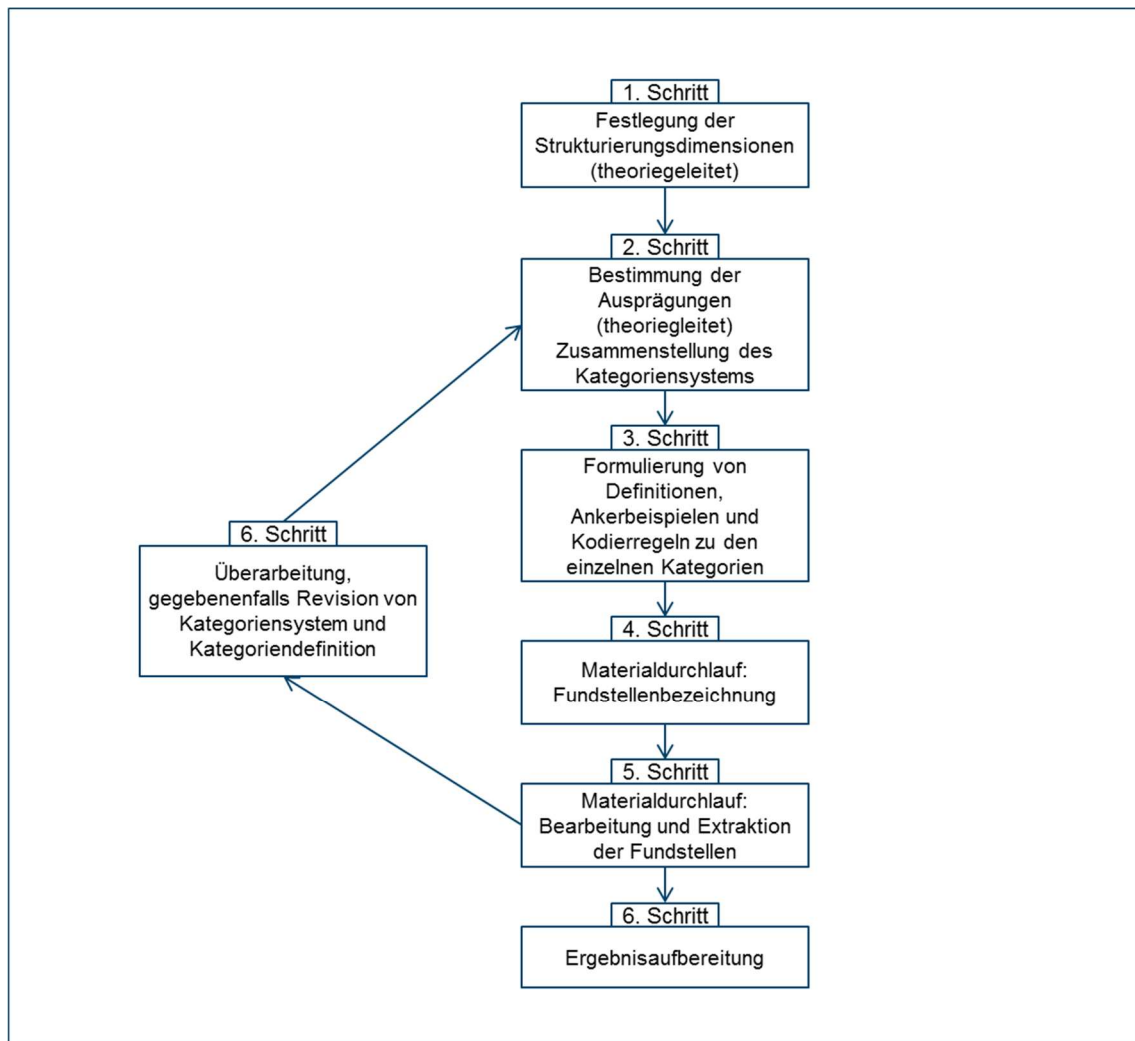 1. Schritt
Festlegung der
Strukturierungsdimensionen
(theoriegeleitet)
2. Schritt
Bestimmung der
Ausprägungen
(theoriegleitet)
Zusammenstellung des
Kategoriensystems
3. Schritt
Formulierung von
Definitionen,
Ankerbeispielen und
Kodierregeln zu den
einzelnen Kategorien
6. Schritt
Überarbeitung,
gegebenenfalls Revision von
Kategoriensystem und
Kategoriendefinition
4. Schritt
Materialdurchlauf:
Fundstellenbezeichnung
5. Schritt
Materialdurchlauf:
Bearbeitung und Extraktion
der Fundstellen
6. Schritt
Ergebnisaufbereitung